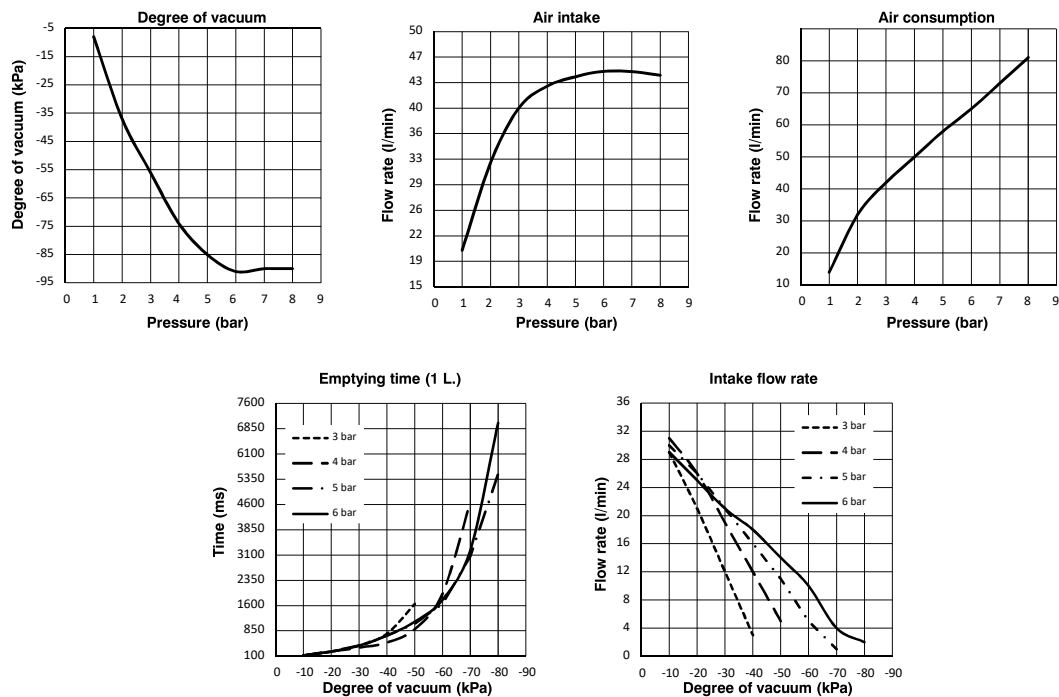 Degree of vacuum
Degree of vacuum (kPa)
-5
-15
-25
-35
-45
-55
-65
-75
-85
-95
0 1 2 3 4 5 6 7 8 9
Pressure (bar)
Air intake
Flow rate (l/min)
50
47
43
40
36
33
29
26
22
19
15
0 1 2 3 4 5 6 7 8 9
Pressure (bar)
Air consumption
Flow rate (l/min)
80
70
60
50
40
30
20
10
0 1 2 3 4 5 6 7 8 9
Pressure (bar)
Emptying time (1 L.)
Time (ms)
7600
6850
6100
5350
4600
3850
3100
2350
1600
850
100
3 bar
4 bar
5 bar
6 bar
0 -10 -20 -30 -40 -50 -60 -70 -80 -90
Degree of vacuum (kPa)
Intake flow rate
Flow rate (l/min)
36
32
28
24
20
16
12
8
4
0
3 bar
4 bar
5 bar
6 bar
0 -10 -20 -30 -40 -50 -60 -70 -80 -90
Degree of vacuum (kPa)